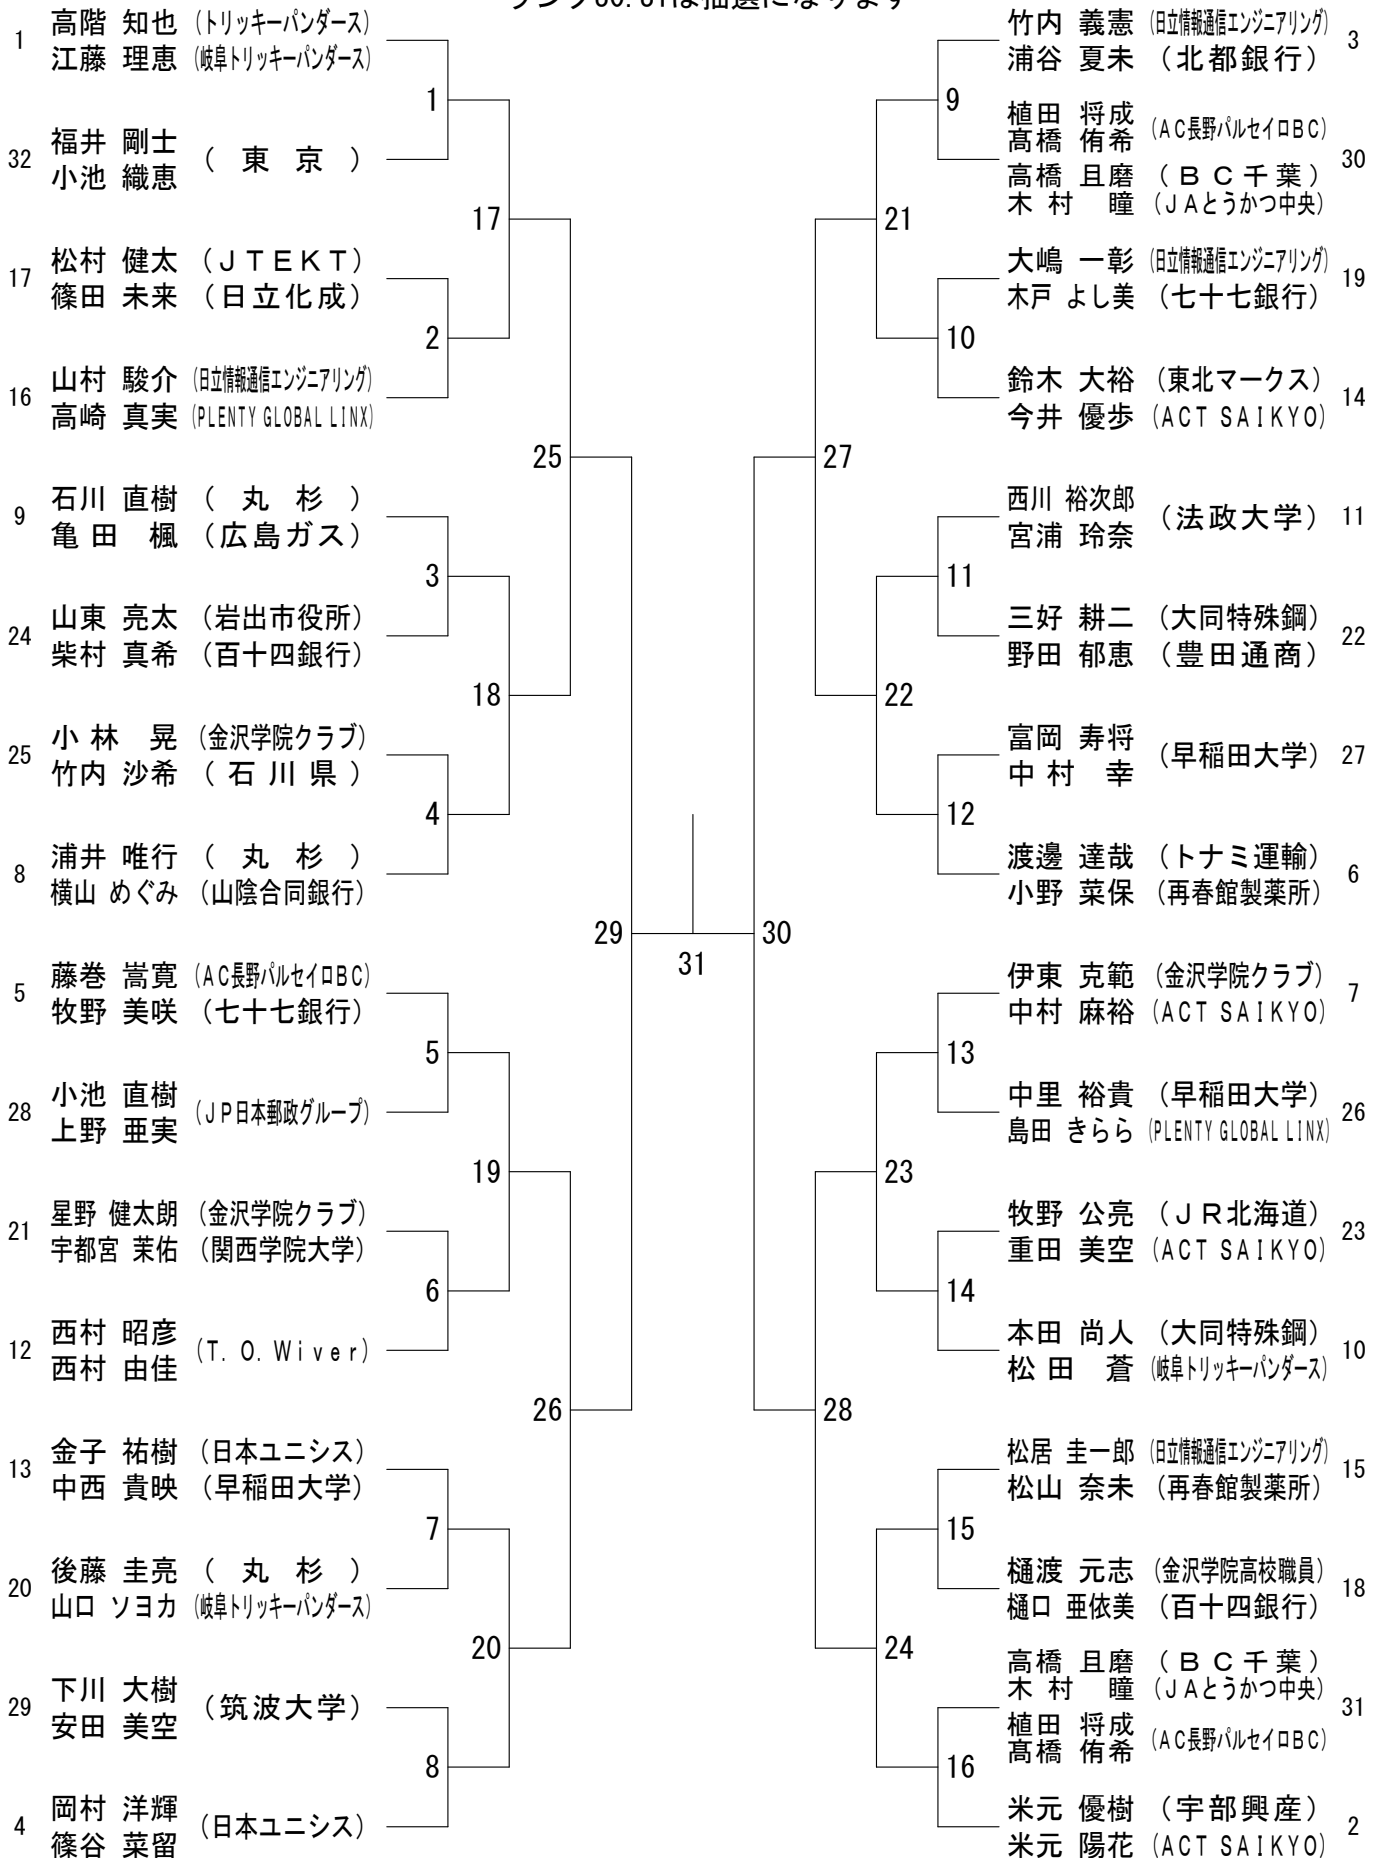 ランク30.31は抽選になります
1 高階 知也 (トリッキーパンダース)
江藤 理恵 (岐阜トリッキーパンダース)
1
32 福井 剛士 ( 東 京 )
小池 織恵
17
17 松村 健太 (JTEKT)
篠田 未来 (日立化成)
2
16 山村 駿介 (日立情報通信エンジニアリング)
高崎 真実 (PLENTY GLOBAL LINX)
25
9 石川 直樹 ( 丸 杉 )
亀田 楓 (広島ガス)
3
24 山東 亮太 (岩出市役所)
柴村 真希 (百十四銀行)
18
25 小林 晃 (金沢学院クラブ)
竹内 沙希 (石川県)
4
8 浦井 唯行 ( 丸 杉 )
横山 めぐみ (山陰合同銀行)
29
5 藤巻 嵩寛 (AC長野パルセイロBC)
牧野 美咲 (七十七銀行)
5
28 小池 直樹 (JP日本郵政グループ)
上野 亜実
19
21 星野 健太朗 (金沢学院クラブ)
宇都宮 茉佑 (関西学院大学)
6
12 西村 昭彦 (T.O.Wiver)
西村 由佳
26
13 金子 祐樹 (日本ユニシス)
中西 貴映 (早稲田大学)
7
20 後藤 圭亮 ( 丸 杉 )
山口 ソヨカ (岐阜トリッキーパンダース)
20
29 下川 大樹 (筑波大学)
安田 美空
8
4 岡村 洋輝 (日本ユニシス)
篠谷 菜留
31
竹内 義憲 (日立情報通信エンジニアリング) 3
浦谷 夏未 (北都銀行)
9
植田 将成 (AC長野パルセイロBC)
髙橋 侑希
30
高橋 且磨 (BC千葉)
木村 瞳 (JAとうかつ中央)
21
大嶋 一彰 (日立情報通信エンジニアリング) 19
木戸 よし美 (七十七銀行)
10
鈴木 大裕 (東北マークス) 14
今井 優歩 (ACT SAIKYO)
27
西川 裕次郎 (法政大学) 11
宮浦 玲奈
11
三好 耕二 (大同特殊鋼) 22
野田 郁恵 (豊田通商)
22
富岡 寿将 (早稲田大学) 27
中村 幸
12
渡邊 達哉 (トナミ運輸) 6
小野 菜保 (再春館製薬所)
30
伊東 克範 (金沢学院クラブ) 7
中村 麻裕 (ACT SAIKYO)
13
中里 裕貴 (早稲田大学) 26
島田 きらら (PLENTY GLOBAL LINX)
23
牧野 公亮 (JR北海道) 23
重田 美空 (ACT SAIKYO)
14
本田 尚人 (大同特殊鋼) 10
松田 蒼 (岐阜トリッキーパンダース)
28
松居 圭一郎 (日立情報通信エンジニアリング) 15
松山 奈未 (再春館製薬所)
15
樋渡 元志 (金沢学院高校職員) 18
樋口 亜依美 (百十四銀行)
24
高橋 且磨 (BC千葉)
木村 瞳 (JAとうかつ中央)
31
植田 将成 (AC長野パルセイロBC)
髙橋 侑希
16
米元 優樹 (宇部興産) 2
米元 陽花 (ACT SAIKYO)